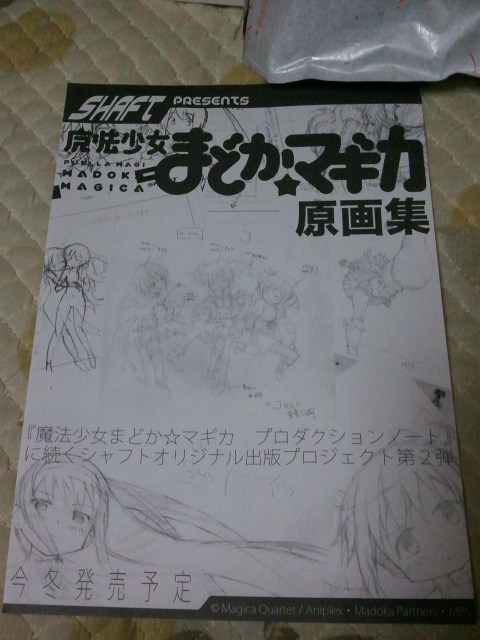 SHAFT PRESENTS
魔法少女
まどか☆マギカ
PUELLA MAGI
MADOKA
MAGICA
原画集
『魔法少女まどか☆マギカ プロダクションノート』
に続くシャフトオリジナル出版プロジェクト第2弾
今冬発売予定
© Magica Quartet / Aniplex・Madoka Partners・MBS